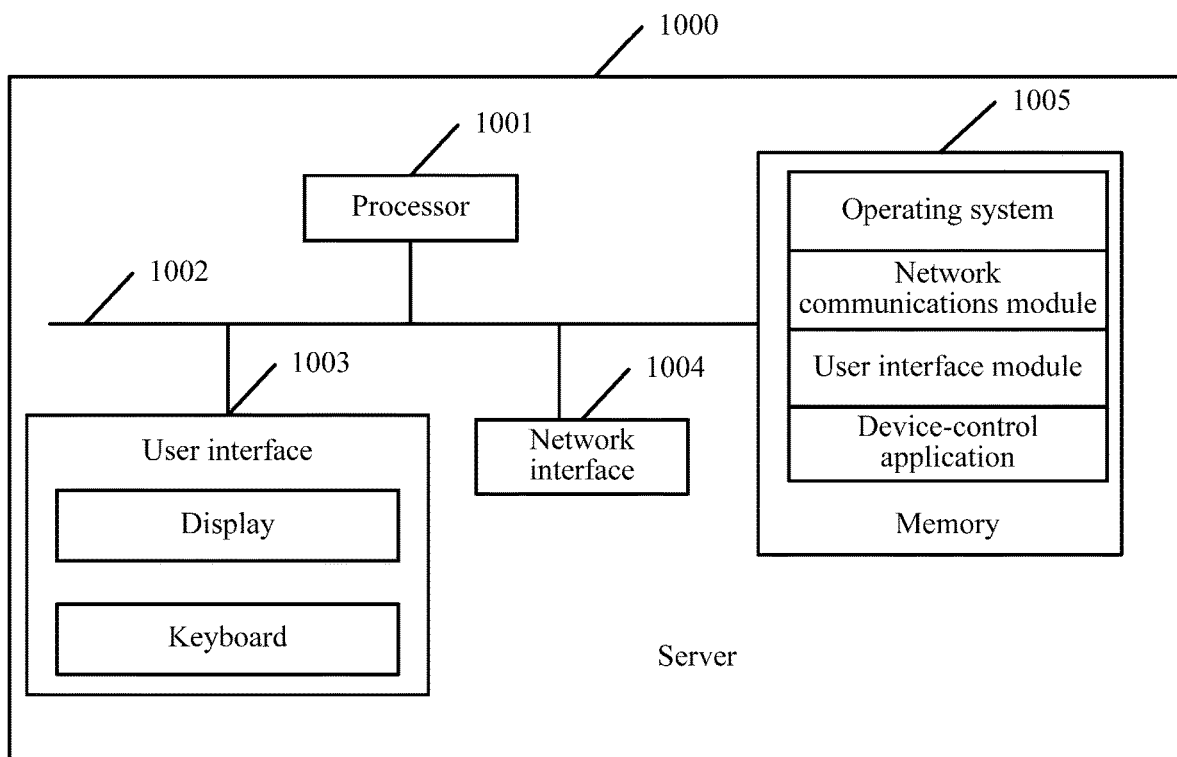 1000
1005
1001
Processor
Operating system
1002
Network
communications module
1003
User interface module
1004
User interface
Network
interface
Device-control
application
Display
Memory
Keyboard
Server